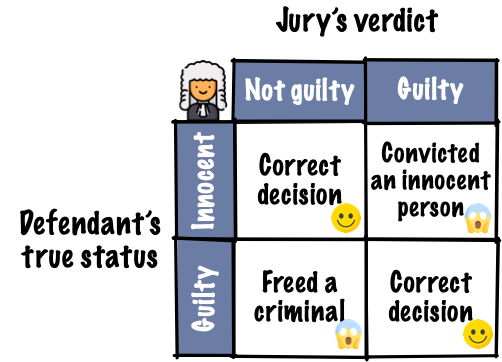 Jury's verdict
Not guilty
Guilty
Innocent
Correct
decision
Convicted
an innocent
person
Defendant's
true status
Guilty
Freed a
criminal
Correct
decision